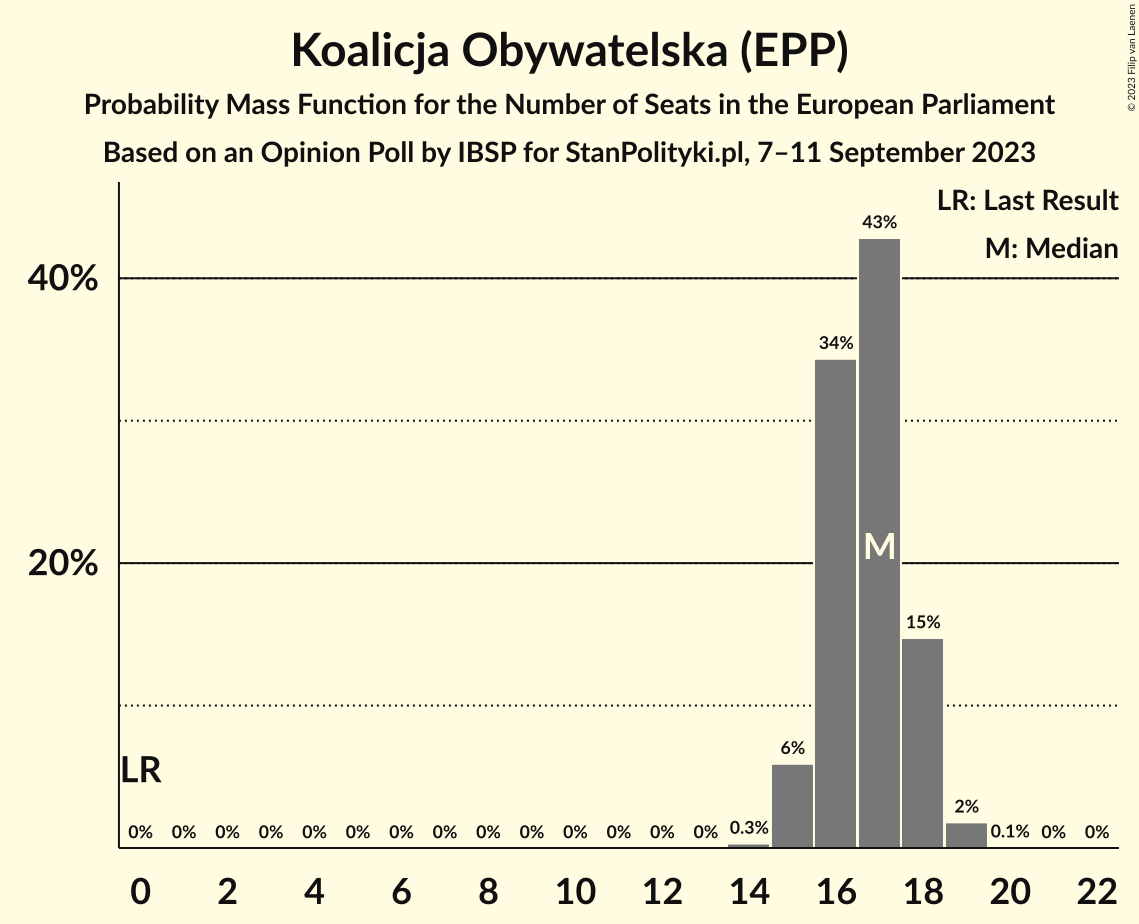 Koalicja Obywatelska (EPP)
Probability Mass Function for the Number of Seats in the European Parliament
Based on an Opinion Poll by IBSP for StanPolityki.pl, 7–11 September 2023
© 2023 Filip van Laenen
LR: Last Result
M: Median
43%
40%
34%
M
20%
15%
6%
LR
2%
0% 0% 0% 0% 0% 0% 0% 0% 0% 0% 0% 0% 0% 0% 0.3% 0.1% 0% 0%
0 2 4 6 8 10 12 14 16 18 20 22